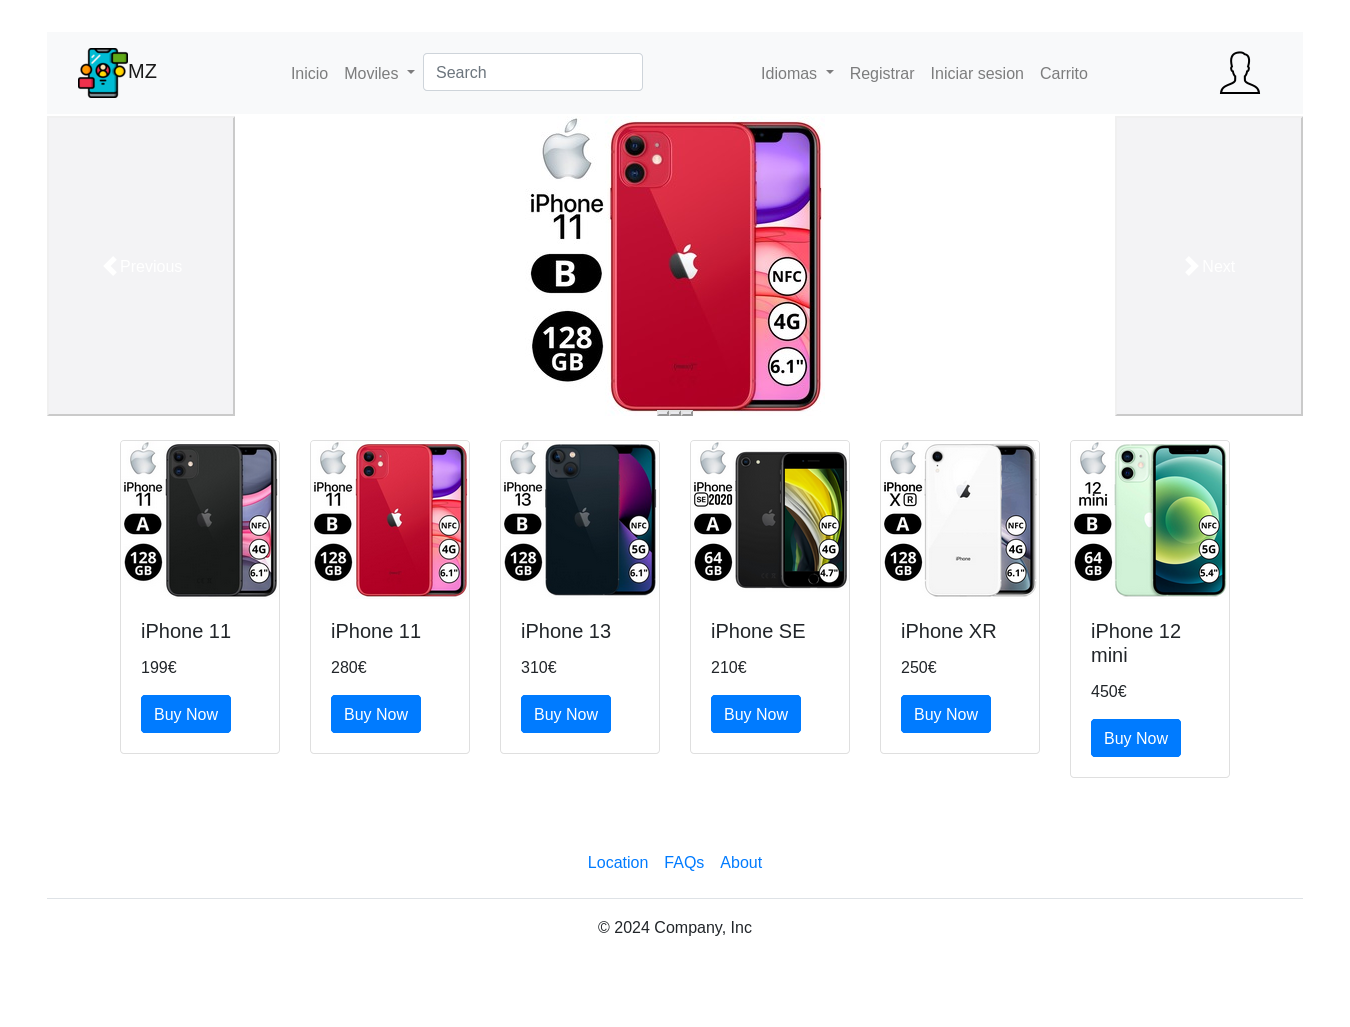 MZ
Inicio
Moviles
Search
Idiomas
Registrar
Iniciar sesion
Carrito
Previous
iPhone
11
B
128
GB
NFC
4G
6.1"
Next
iPhone
11
A
128
GB
NFC
4G
6.1"
iPhone
11
B
128
GB
NFC
4G
6.1"
iPhone
13
B
128
GB
NFC
5G
6.1"
iPhone
SE 2020
A
64
GB
NFC
4G
4.7"
iPhone
X R
A
128
GB
iPhone
NFC
4G
6.1"
12
mini
B
64
GB
NFC
5G
5.4"
iPhone 11
199€
Buy Now
iPhone 11
280€
Buy Now
iPhone 13
310€
Buy Now
iPhone SE
210€
Buy Now
iPhone XR
250€
Buy Now
iPhone 12
mini
450€
Buy Now
Location
FAQs
About
© 2024 Company, Inc